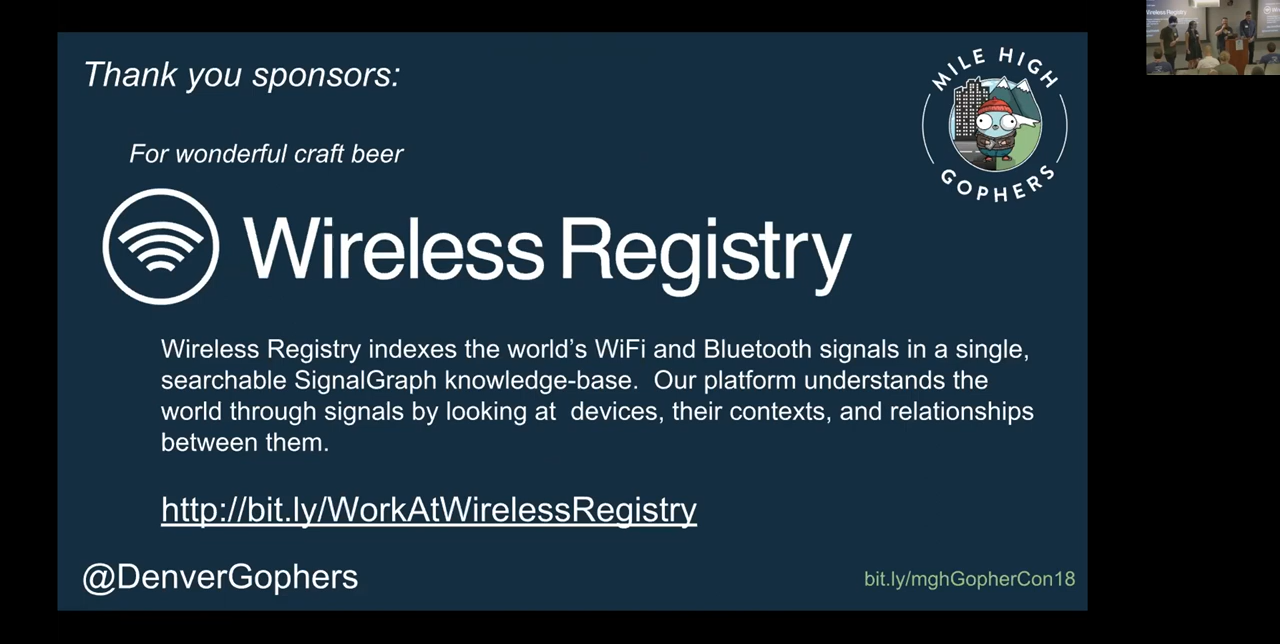 Thank you sponsors:
MILE HIGH
GOPHERS
For wonderful craft beer
Wireless Registry
Wireless Registry indexes the world's WiFi and Bluetooth signals in a single,
searchable SignalGraph knowledge-base.  Our platform understands the
world through signals by looking at  devices, their contexts, and relationships
between them.
http://bit.ly/WorkAtWirelessRegistry
@DenverGophers
bit.ly/mghGopherCon18
Wireless Registry